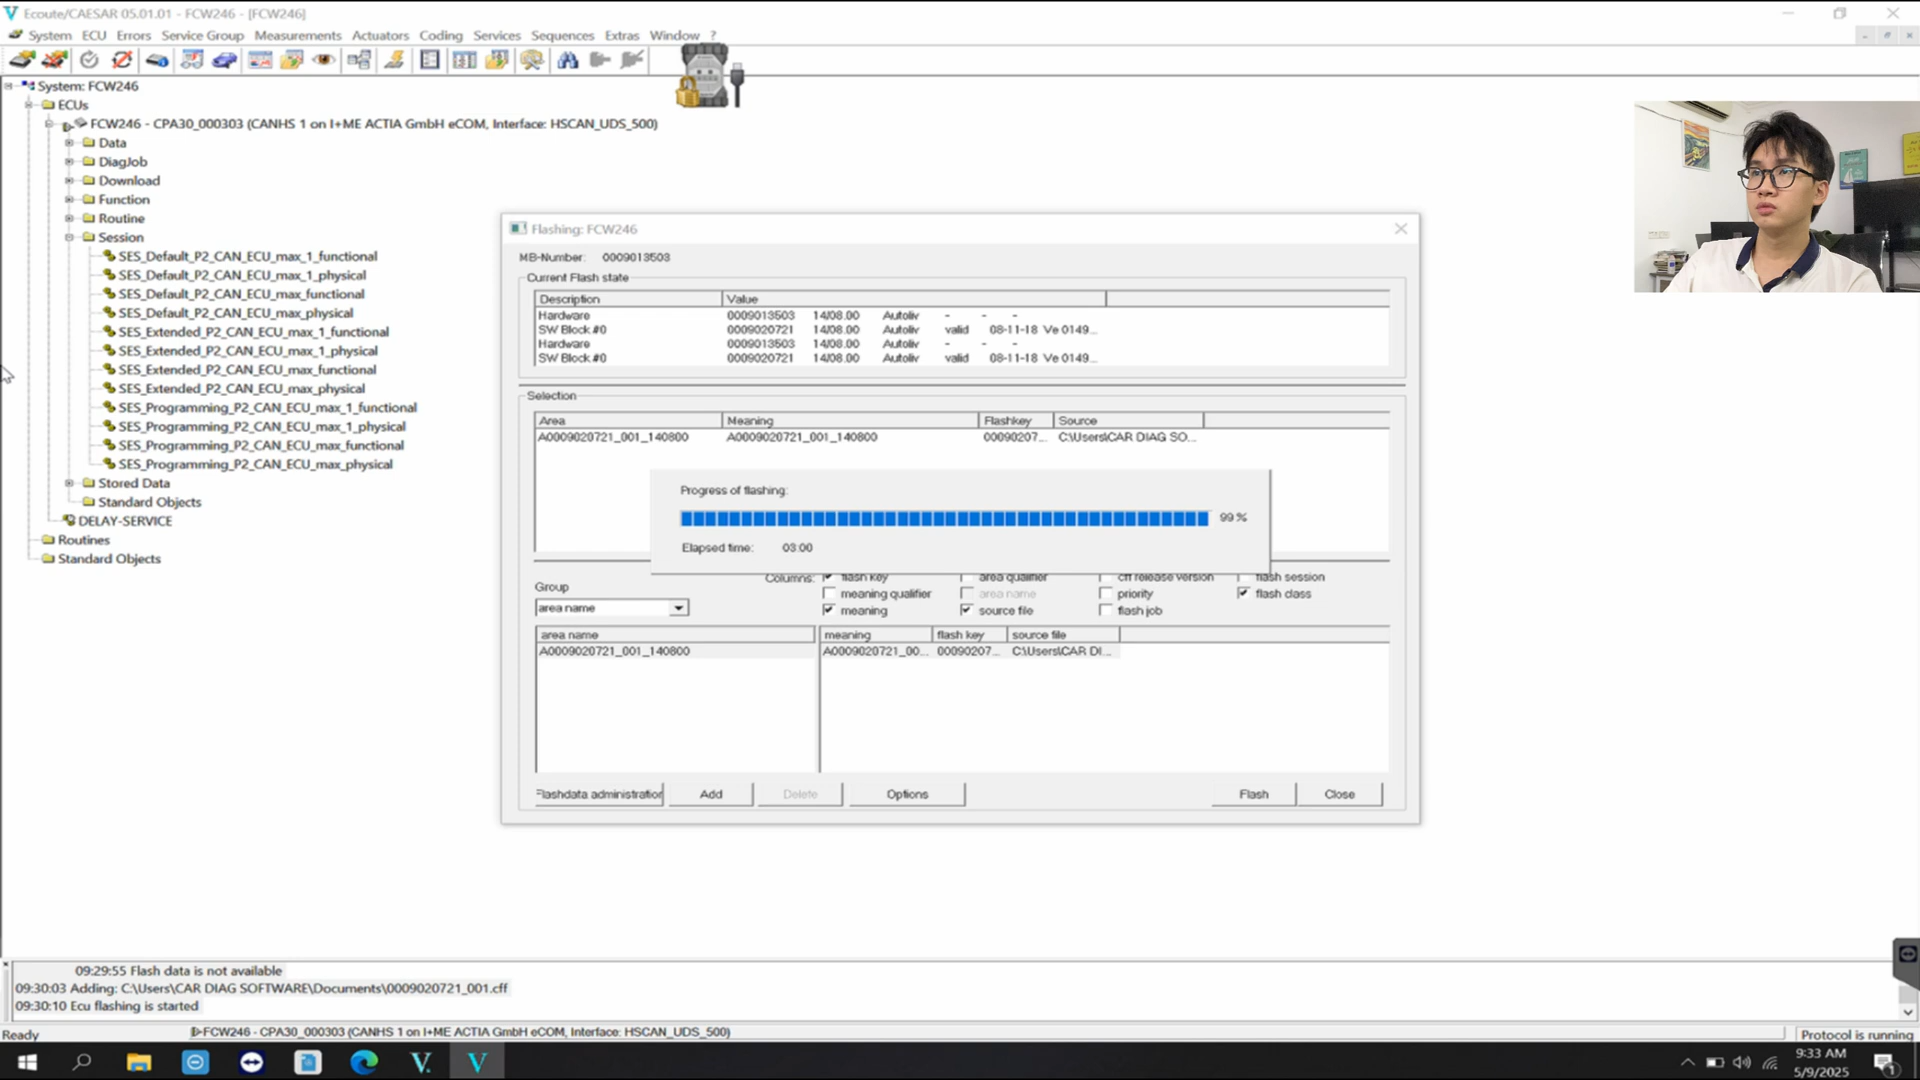 Ecoute/CAESAR 05.01.01 - FCW246 - [FCW246]
System ECU Errors Service Group Measurements Actuators Coding Services Sequences Extras Window ?
System: FCW246
ECUs
FCW246 - CPA30_000303 (CANHS 1 on I+ME ACTIA GmbH eCOM, Interface: HSCAN_UDS_500)
Data
DiagJob
Download
Function
Routine
Session
SES_Default_P2_CAN_ECU_max_1_functional
SES_Default_P2_CAN_ECU_max_1_physical
SES_Default_P2_CAN_ECU_max_functional
SES_Default_P2_CAN_ECU_max_physical
SES_Extended_P2_CAN_ECU_max_1_functional
SES_Extended_P2_CAN_ECU_max_1_physical
SES_Extended_P2_CAN_ECU_max_functional
SES_Extended_P2_CAN_ECU_max_physical
SES_Programming_P2_CAN_ECU_max_1_functional
SES_Programming_P2_CAN_ECU_max_1_physical
SES_Programming_P2_CAN_ECU_max_functional
SES_Programming_P2_CAN_ECU_max_physical
Stored Data
Standard Objects
DELAY-SERVICE
Routines
Standard Objects
Flashing: FCW246
MB-Number: 0009013503
Current Flash state
Description Value
Hardware 0009013503 14/08.00 Autoliv - - -
SW Block #0 0009020721 14/08.00 Autoliv valid 08-11-18 Ve 0149...
Hardware 0009013503 14/08.00 Autoliv - - -
SW Block #0 0009020721 14/08.00 Autoliv valid 08-11-18 Ve 0149...
Selection
Area Meaning Flashkey Source
A0009020721_001_140800 A0009020721_001_140800 00090207... C:\Users\CAR DIAG SO...
Progress of flashing:
99 %
Elapsed time: 03:00
Group
area name
Columns: flash key area qualifier cff release version flash session
meaning qualifier area name priority flash class
meaning source file flash job
area name meaning flash key source file
A0009020721_001_140800 A0009020721_00... 00090207... C:\Users\CAR DI...
Flashdata administration Add Delete Options Flash Close
09:29:55 Flash data is not available
09:30:03 Adding: C:\Users\CAR DIAG SOFTWARE\Documents\0009020721_001.cff
09:30:10 Ecu flashing is started
Ready FCW246 - CPA30_000303 (CANHS 1 on I+ME ACTIA GmbH eCOM, Interface: HSCAN_UDS_500) Protocol is running
9:33 AM
5/9/2025